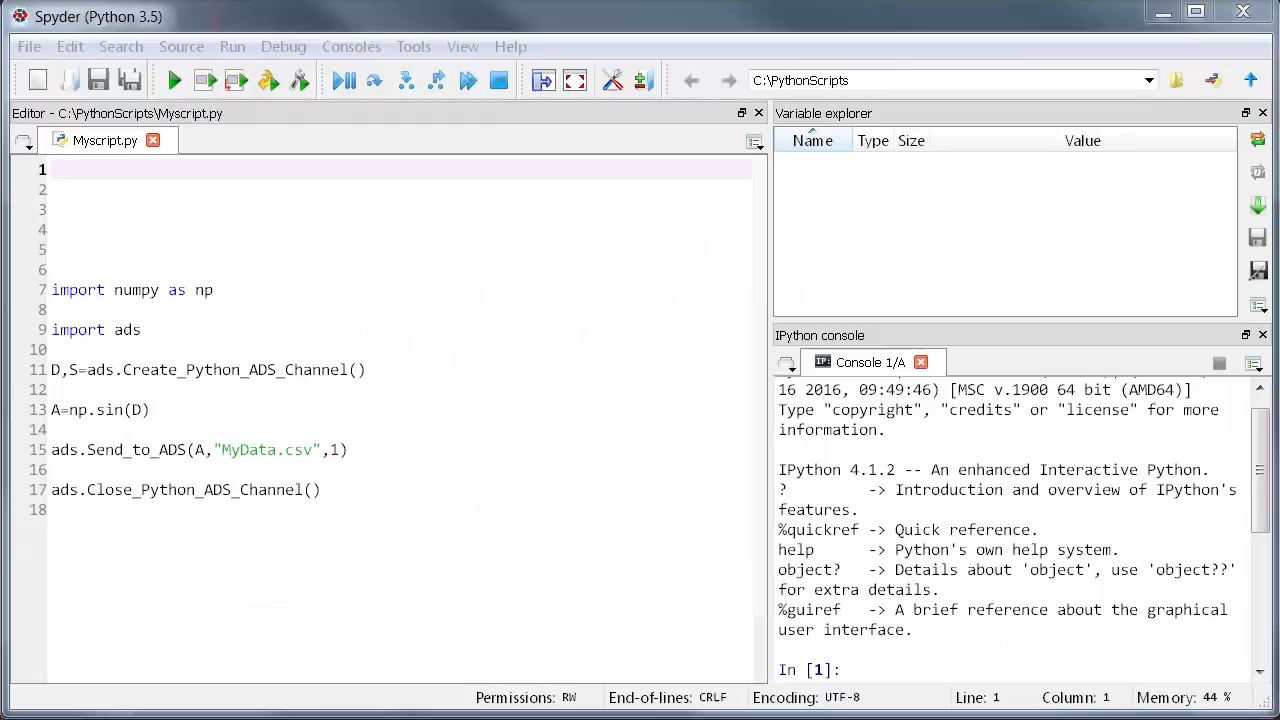 Spyder (Python 3.5)
File Edit Search Source Run Debug Consoles Tools View Help
C:\PythonScripts
Editor - C:\PythonScripts\Myscript.py
Myscript.py
1
2
3
4
5
6
7 import numpy as np
8
9 import ads
10
11 D,S=ads.Create_Python_ADS_Channel()
12
13 A=np.sin(D)
14
15 ads.Send_to_ADS(A,"MyData.csv",1)
16
17 ads.Close_Python_ADS_Channel()
18
Variable explorer
Name Type Size Value
IPython console
IP: Console 1/A
16 2016, 09:49:46) [MSC v.1900 64 bit (AMD64)]
Type "copyright", "credits" or "license" for more
information.
IPython 4.1.2 -- An enhanced Interactive Python.
? -> Introduction and overview of IPython's
features.
%quickref -> Quick reference.
help -> Python's own help system.
object? -> Details about 'object', use 'object??'
for extra details.
%guiref -> A brief reference about the graphical
user interface.
In [1]:
Permissions: RW End-of-lines: CRLF Encoding: UTF-8 Line: 1 Column: 1 Memory: 44 %